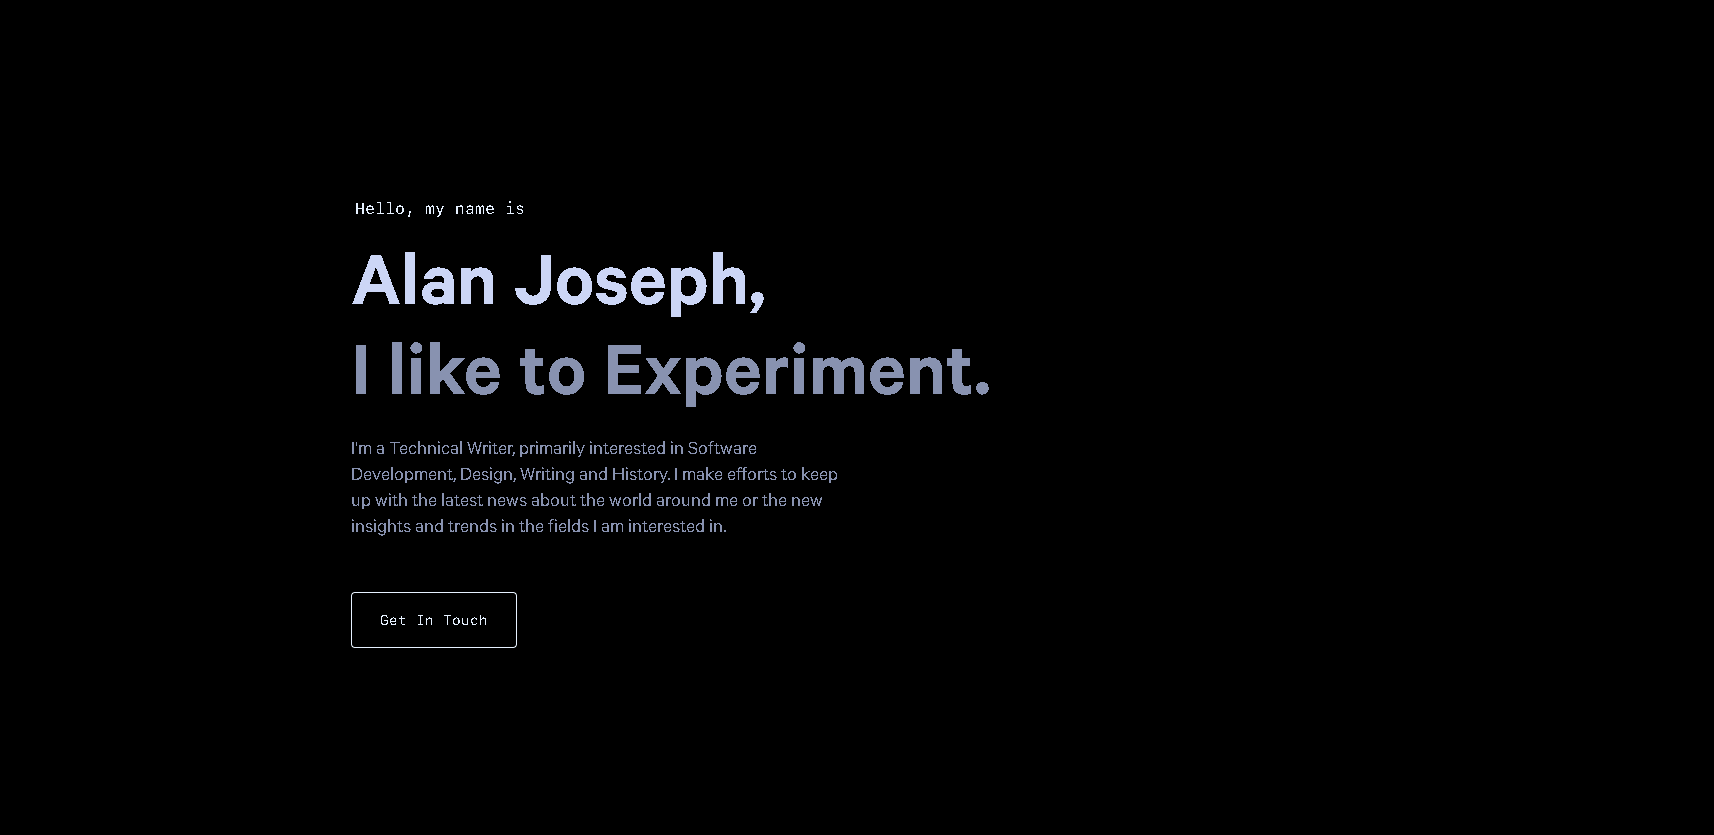 Hello, my name is
Alan Joseph,
I like to Experiment.
I'm a Technical Writer, primarily interested in Software
Development, Design, Writing and History. I make efforts to keep
up with the latest news about the world around me or the new
insights and trends in the fields I am interested in.
Get In Touch